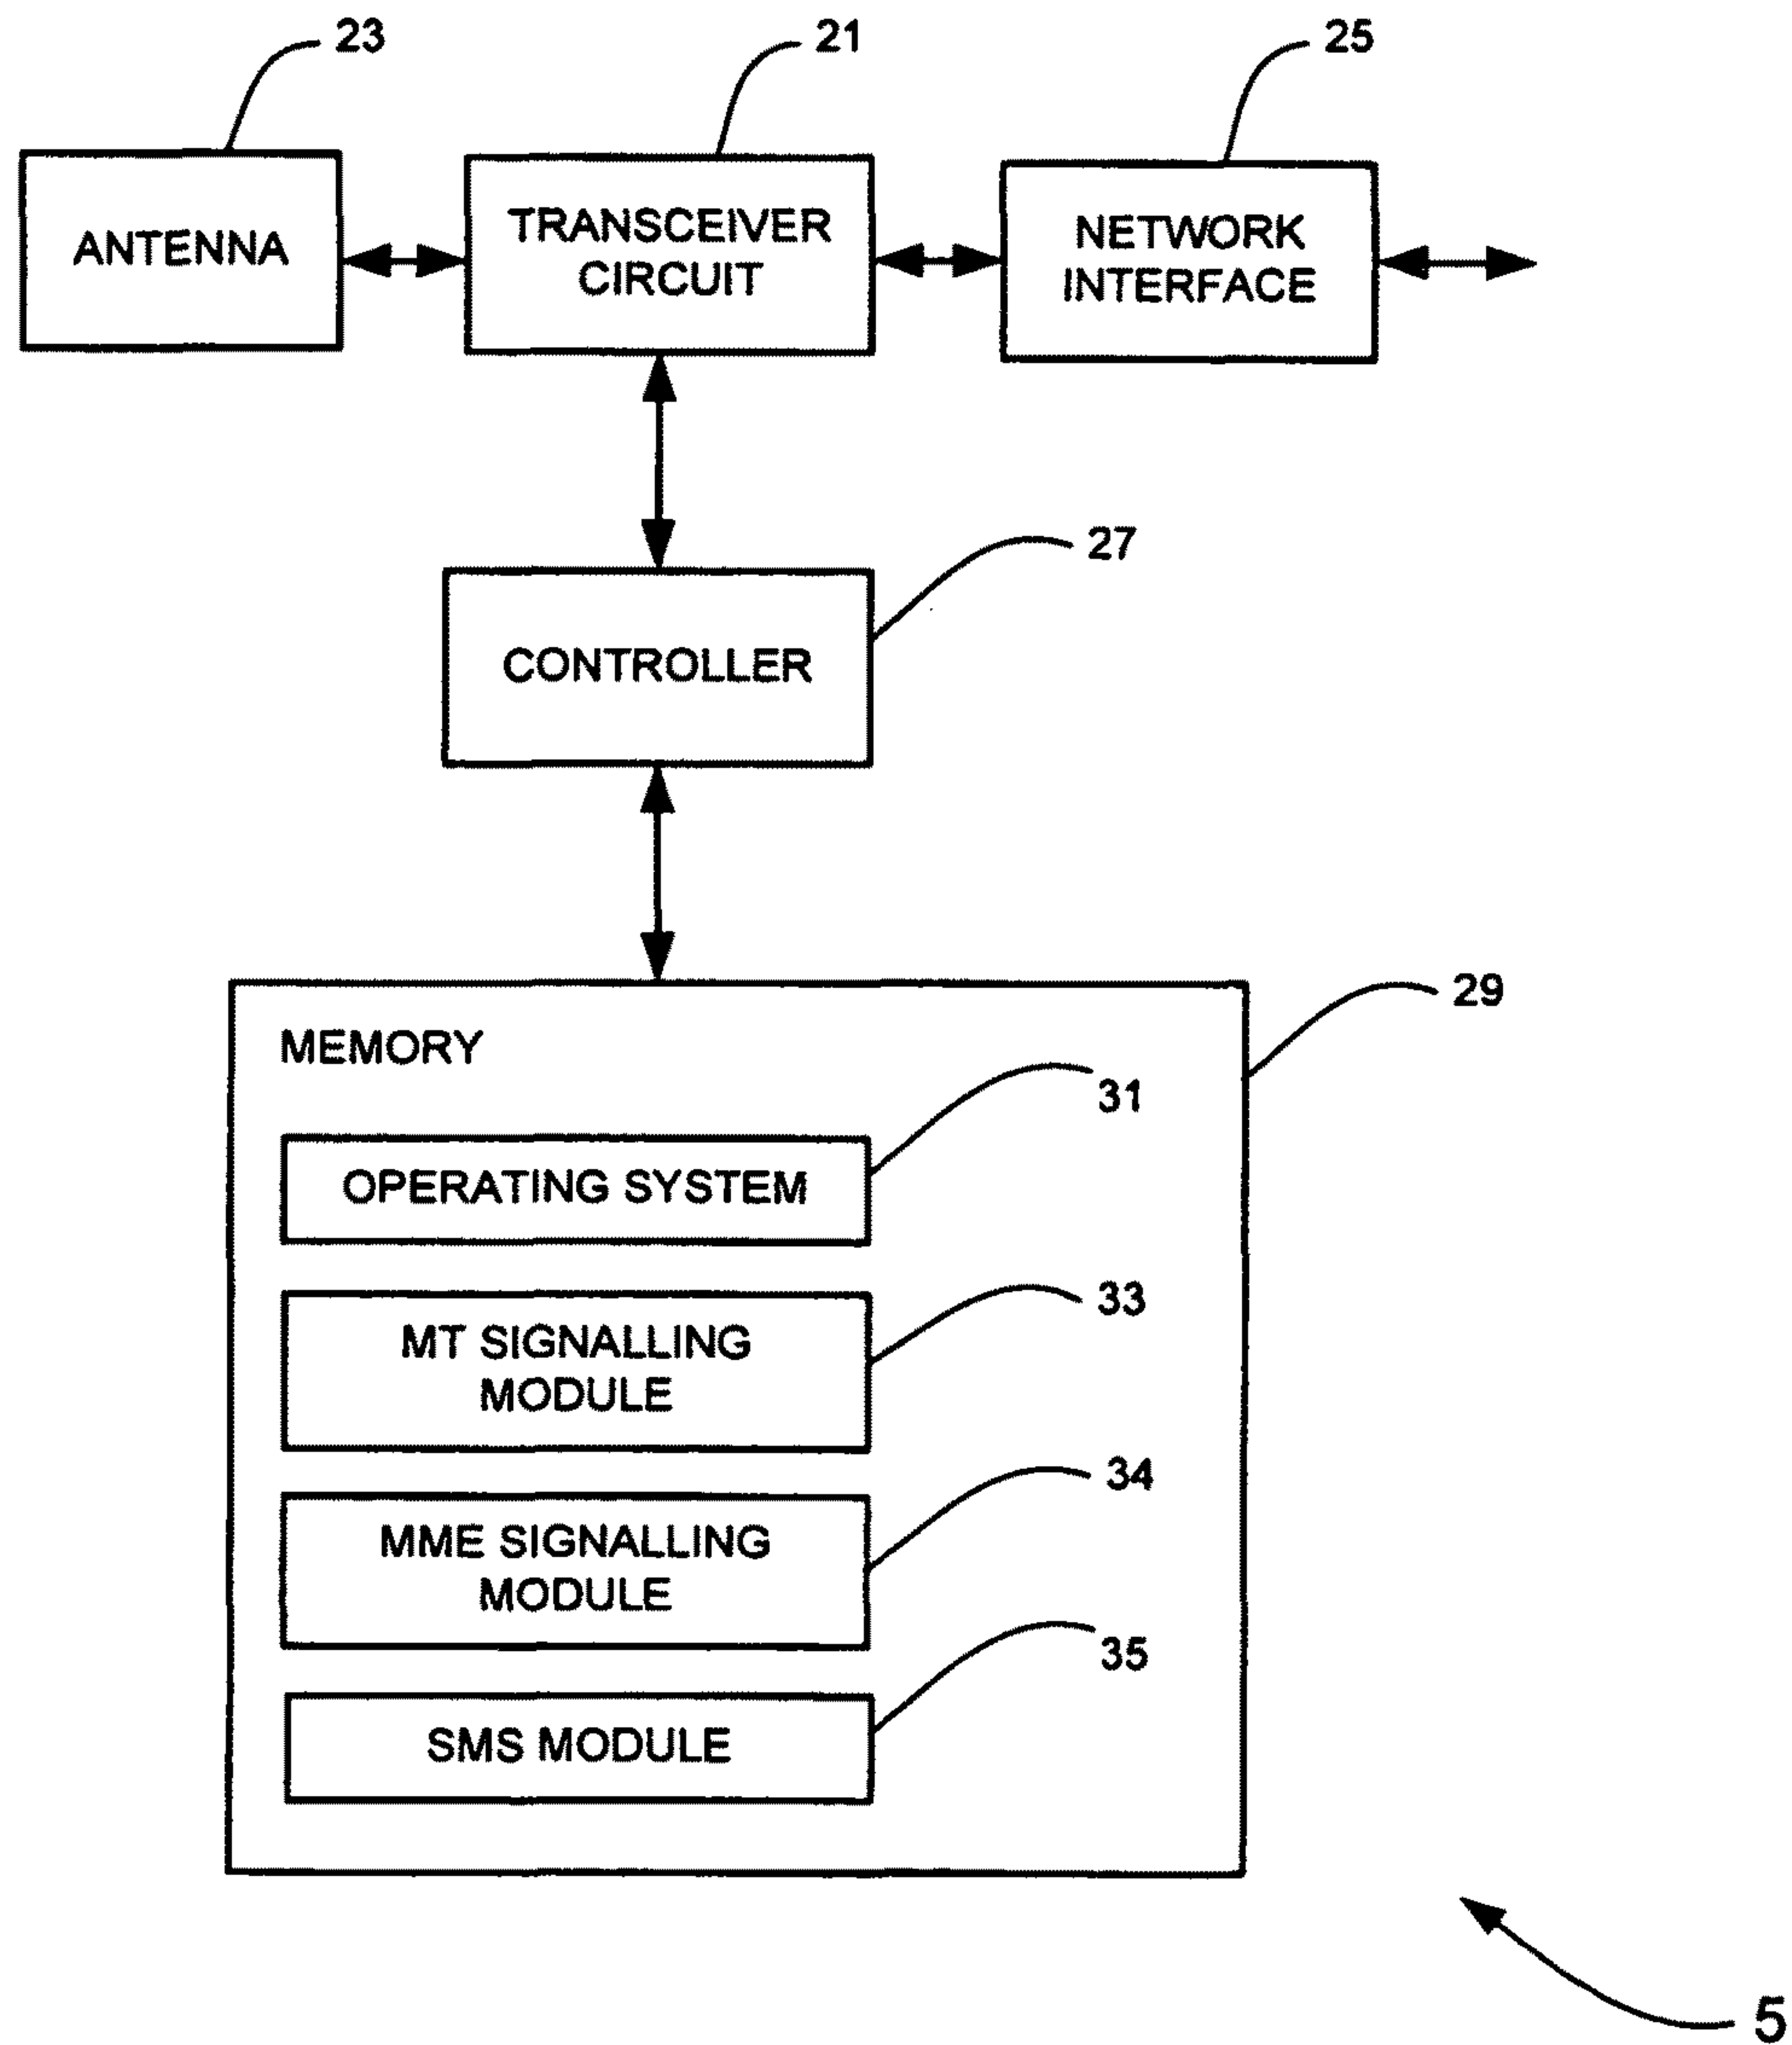 23
21
25
ANTENNA
TRANSCEIVER
CIRCUIT
NETWORK
INTERFACE
27
CONTROLLER
29
MEMORY
31
OPERATING SYSTEM
33
MT SIGNALLING
MODULE
34
MME SIGNALLING
MODULE
35
SMS MODULE
5